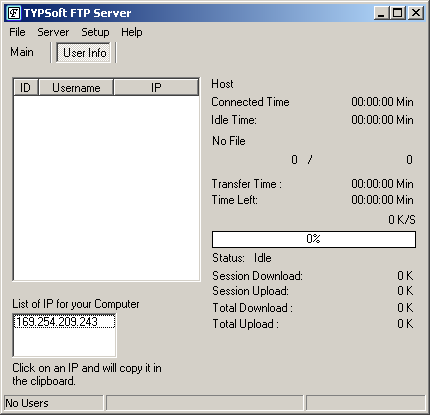 TYPSoft FTP Server
File Server Setup Help
Main User Info
ID Username IP
Host
Connected Time 00:00:00 Min
Idle Time: 00:00:00 Min
No File
0 / 0
Transfer Time : 00:00:00 Min
Time Left: 00:00:00 Min
0 K/S
0%
Status: Idle
Session Download: 0 K
Session Upload: 0 K
Total Download : 0 K
Total Upload : 0 K
List of IP for your Computer
169.254.209.243
Click on an IP and will copy it in
the clipboard.
No Users